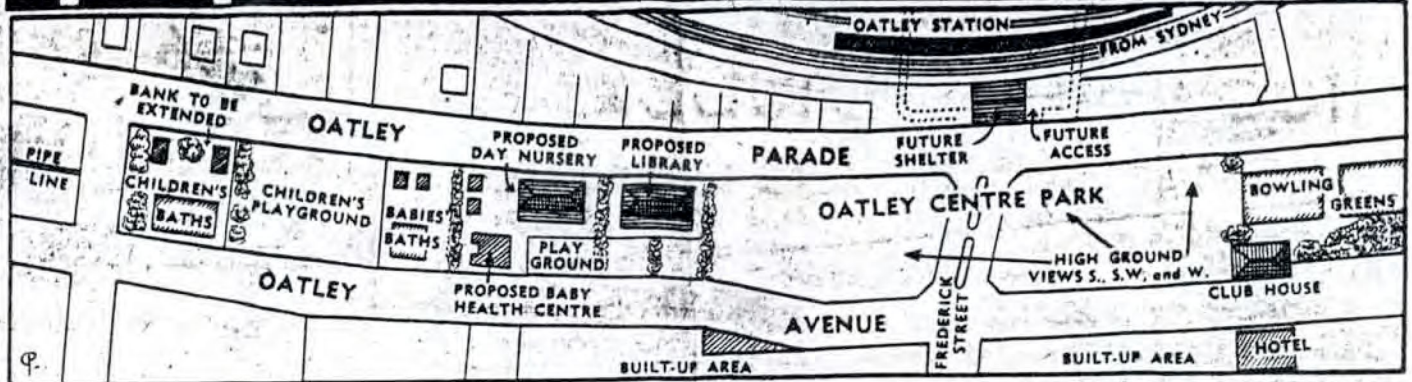 OATLEY STATION
FROM SYDNEY
BANK TO BE
EXTENDED
OATLEY
PARADE
PROPOSED
DAY NURSERY
PROPOSED
LIBRARY
FUTURE
SHELTER
FUTURE
ACCESS
PIPE
LINE
CHILDREN'S
BATHS
CHILDREN'S
PLAYGROUND
BABIES
BATHS
PLAY
GROUND
OATLEY CENTRE PARK
BOWLING
GREENS
HIGH GROUND
VIEWS S., S.W, and W.
CLUB HOUSE
OATLEY
AVENUE
PROPOSED BABY
HEALTH CENTRE
FREDERICK
STREET
BUILT-UP AREA
BUILT-UP AREA
HOTEL